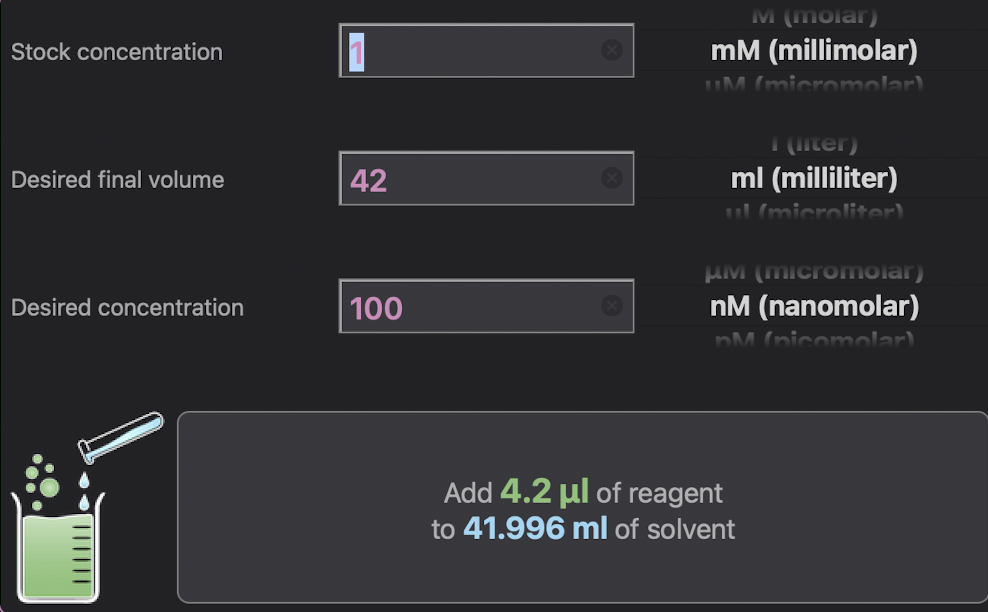 M (molar)
Stock concentration 1 mM (millimolar)
µM (micromolar)
l (liter)
Desired final volume 42 ml (milliliter)
µl (microliter)
µM (micromolar)
Desired concentration 100 nM (nanomolar)
pM (picomolar)
Add 4.2 µl of reagent
to 41.996 ml of solvent